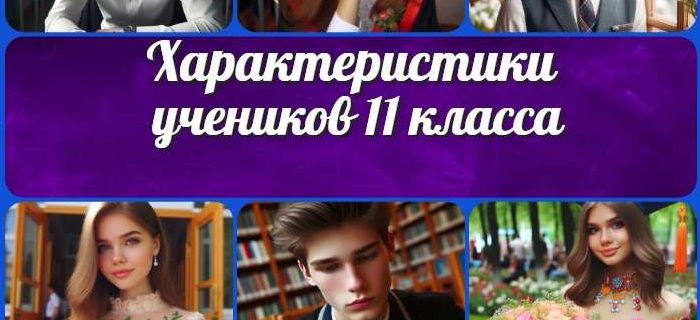 Характеристики
учеников 11 класса